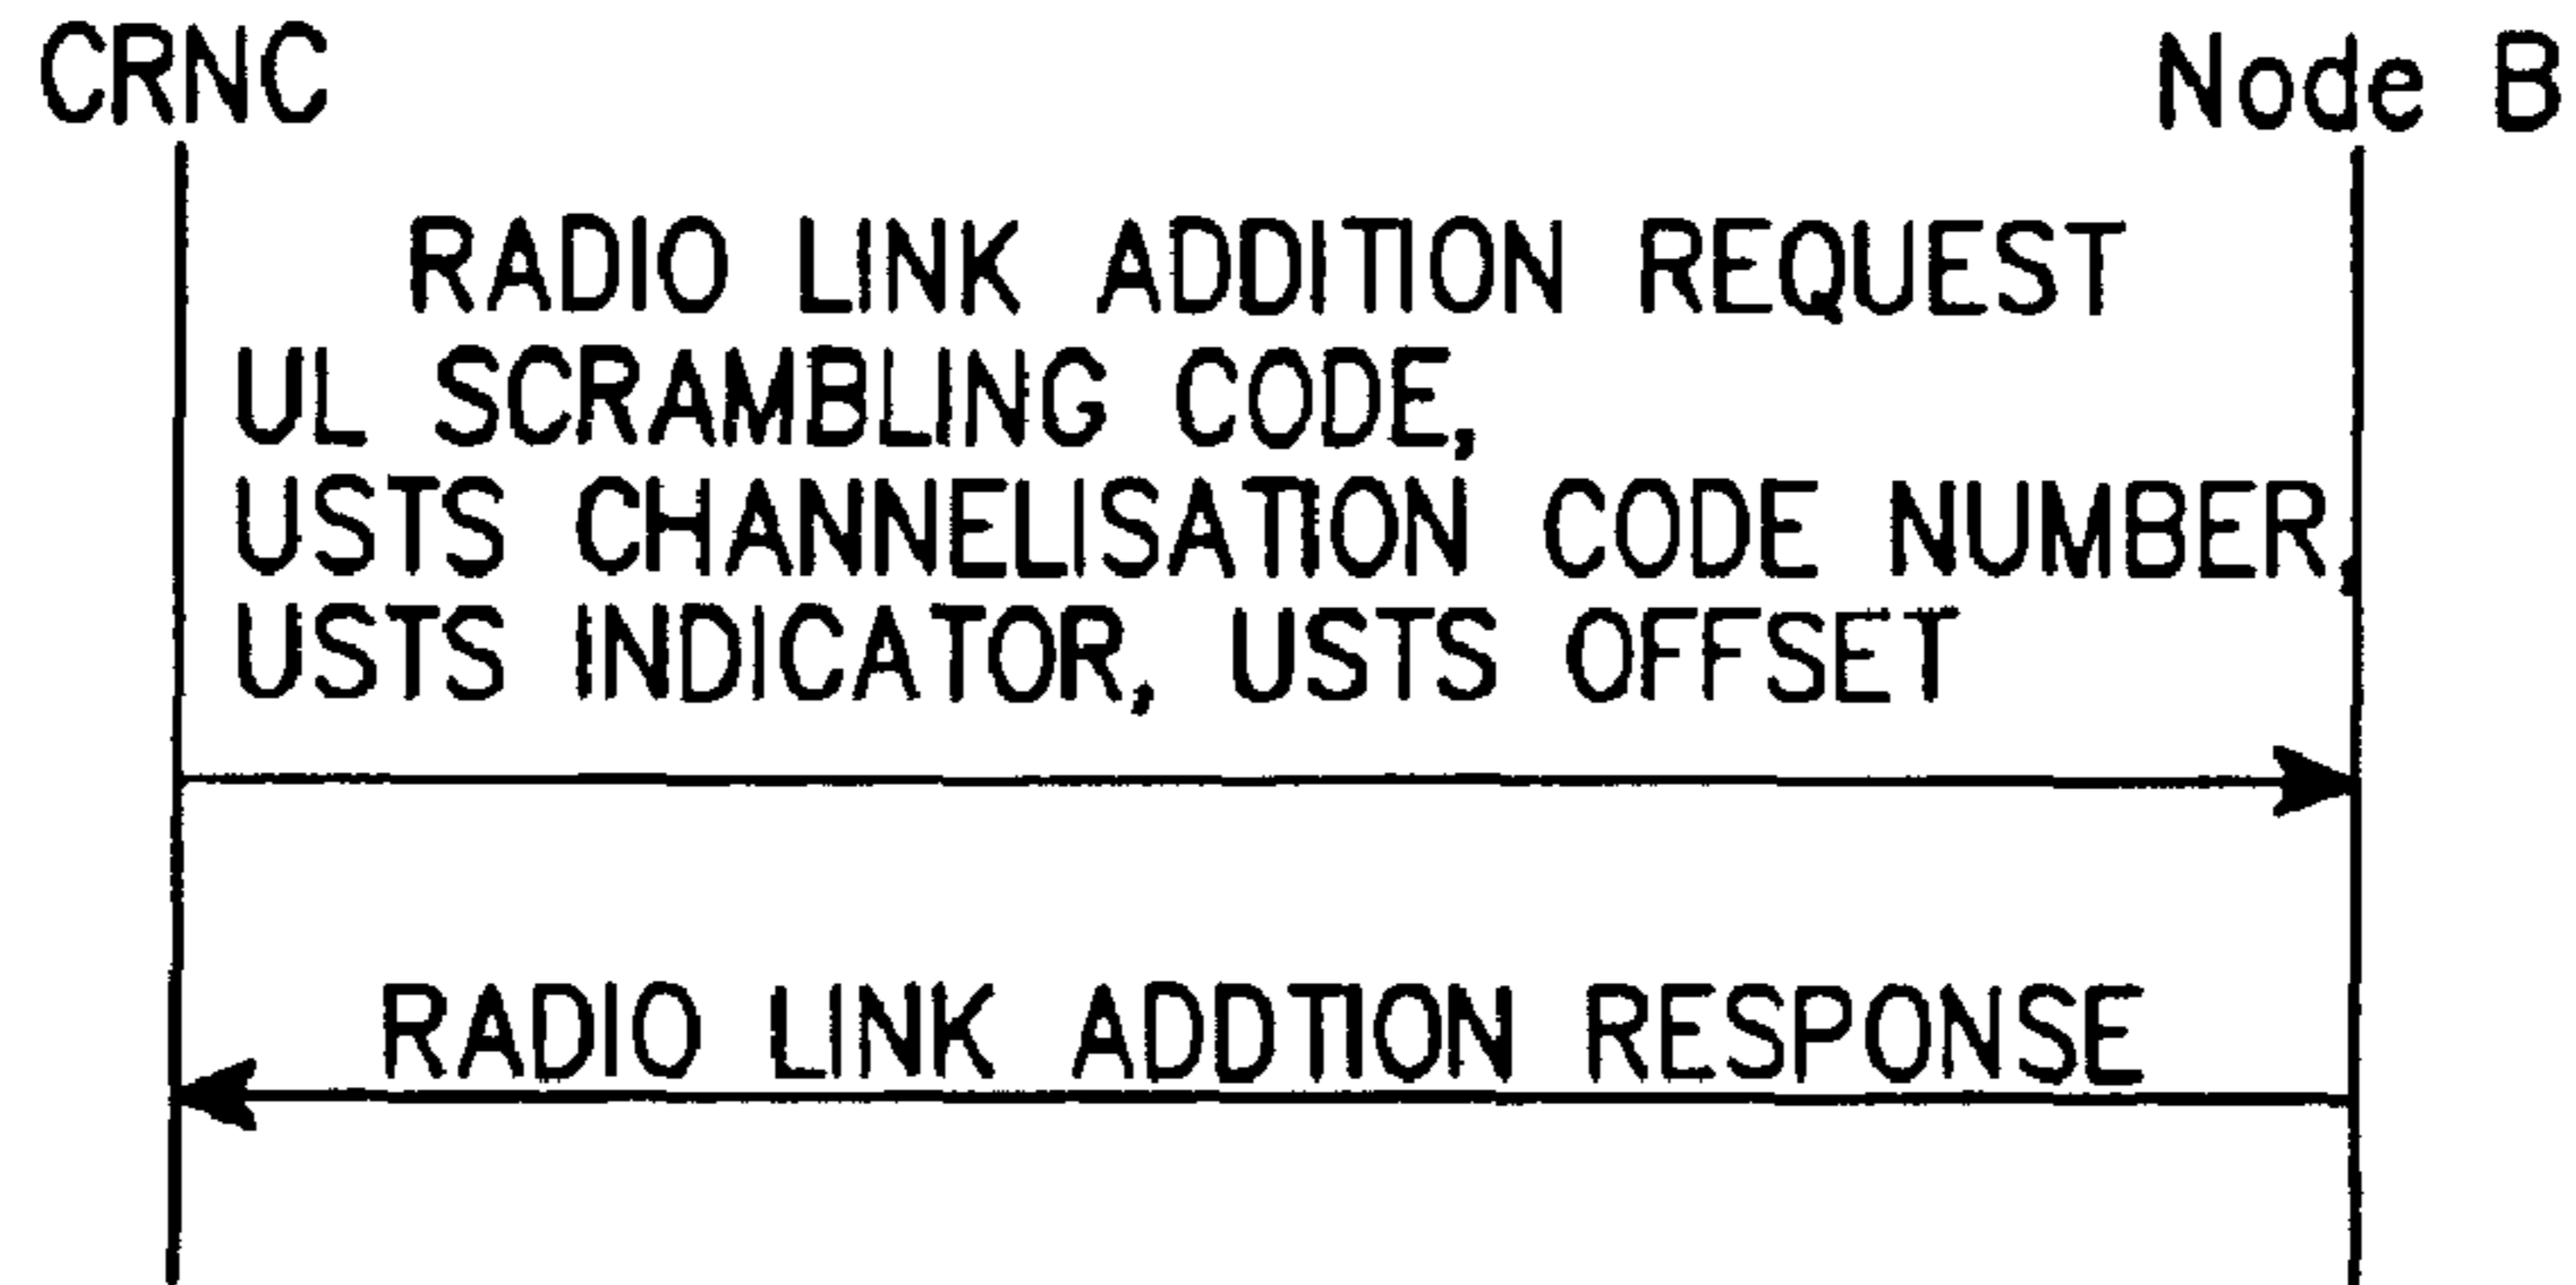 CRNC Node B
RADIO LINK ADDITION REQUEST
UL SCRAMBLING CODE,
USTS CHANNELISATION CODE NUMBER,
USTS INDICATOR, USTS OFFSET
RADIO LINK ADDTION RESPONSE